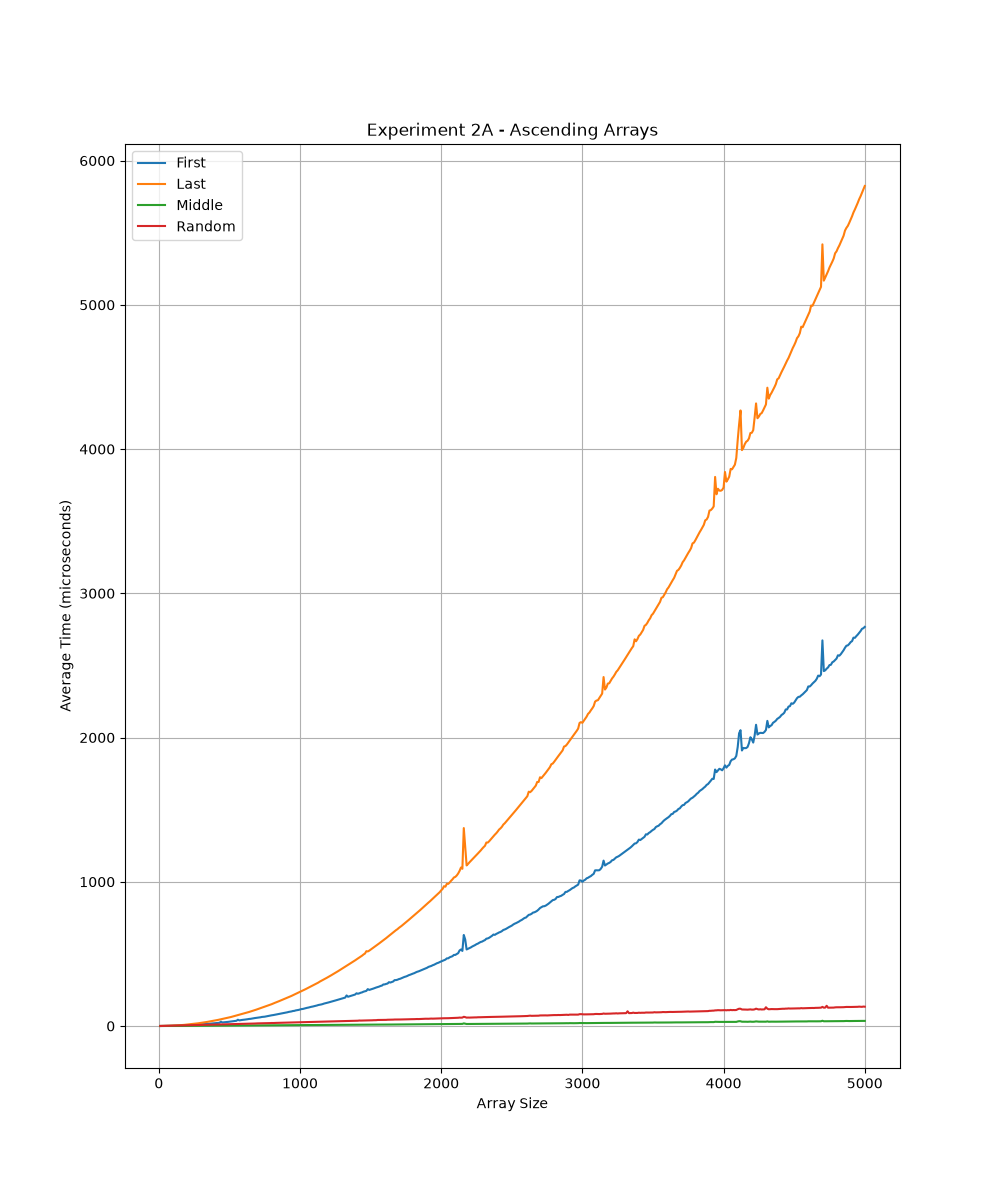 Experiment 2A - Ascending Arrays
First
Last
Middle
Random
6000
5000
4000
3000
2000
1000
0
Average Time (microseconds)
0 1000 2000 3000 4000 5000
Array Size